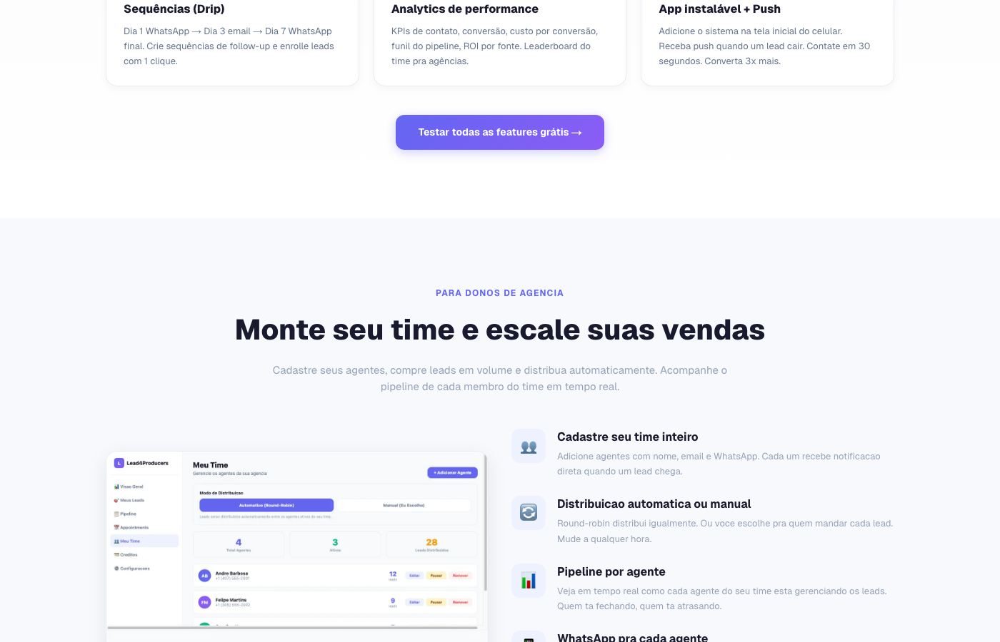 Sequências (Drip)
Dia 1 WhatsApp → Dia 3 email → Dia 7 WhatsApp
final. Crie sequências de follow-up e enrolle leads
com 1 clique.
Analytics de performance
KPIs de contato, conversão, custo por conversão,
funil do pipeline, ROI por fonte. Leaderboard do
time pra agências.
App instalável + Push
Adicione o sistema na tela inicial do celular.
Receba push quando um lead cair. Contate em 30
segundos. Converta 3x mais.
Testar todas as features grátis →
PARA DONOS DE AGENCIA
Monte seu time e escale suas vendas
Cadastre seus agentes, compre leads em volume e distribua automaticamente. Acompanhe o
pipeline de cada membro do time em tempo real.
L Lead4Producers
Visao Geral
Meus Leads
Pipeline
Appointments
Meu Time
Creditos
Configuracoes
Meu Time
Gerencie os agentes da sua agencia
+ Adicionar Agente
Modo de Distribuicao
Automatico (Round-Robin)
Manual (Eu Escolho)
Leads serao distribuidos automaticamente entre os agentes ativos do seu time.
4
Total Agentes
3
Ativos
28
Leads Distribuidos
AB Andre Barbosa
+1 (407) 555-2001
12
leads
Editar Pausar Remover
FM Felipe Martins
+1 (305) 555-2002
9
leads
Editar Pausar Remover
Cadastre seu time inteiro
Adicione agentes com nome, email e WhatsApp. Cada um recebe notificacao
direta quando um lead chega.
Distribuicao automatica ou manual
Round-robin distribui igualmente. Ou voce escolhe pra quem mandar cada lead.
Mude a qualquer hora.
Pipeline por agente
Veja em tempo real como cada agente do seu time esta gerenciando os leads.
Quem ta fechando, quem ta atrasando.
WhatsApp pra cada agente